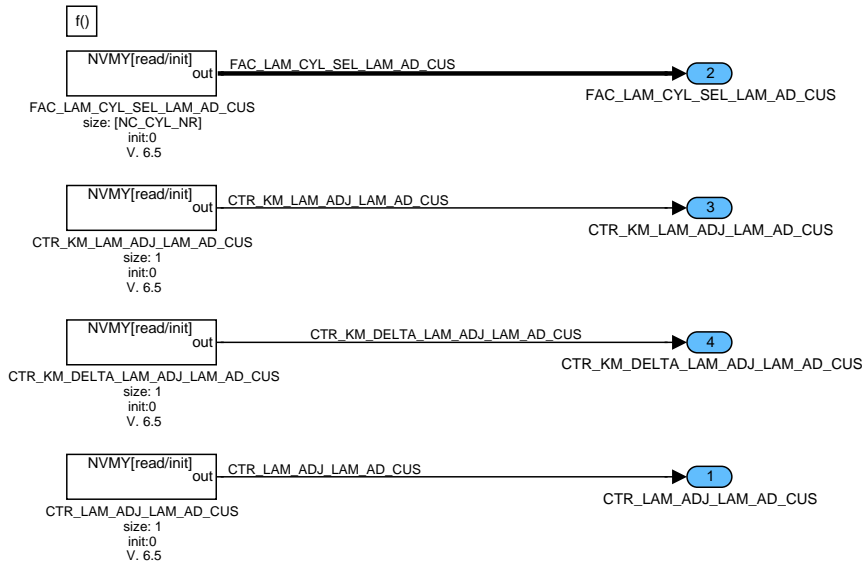 f()
NVMY[read/init]
out
FAC_LAM_CYL_SEL_LAM_AD_CUS
2
FAC_LAM_CYL_SEL_LAM_AD_CUS
FAC_LAM_CYL_SEL_LAM_AD_CUS
size: [NC_CYL_NR]
init:0
V. 6.5
NVMY[read/init]
out
CTR_KM_LAM_ADJ_LAM_AD_CUS
3
CTR_KM_LAM_ADJ_LAM_AD_CUS
CTR_KM_LAM_ADJ_LAM_AD_CUS
size: 1
init:0
V. 6.5
NVMY[read/init]
out
CTR_KM_DELTA_LAM_ADJ_LAM_AD_CUS
4
CTR_KM_DELTA_LAM_ADJ_LAM_AD_CUS
CTR_KM_DELTA_LAM_ADJ_LAM_AD_CUS
size: 1
init:0
V. 6.5
NVMY[read/init]
out
CTR_LAM_ADJ_LAM_AD_CUS
1
CTR_LAM_ADJ_LAM_AD_CUS
CTR_LAM_ADJ_LAM_AD_CUS
size: 1
init:0
V. 6.5